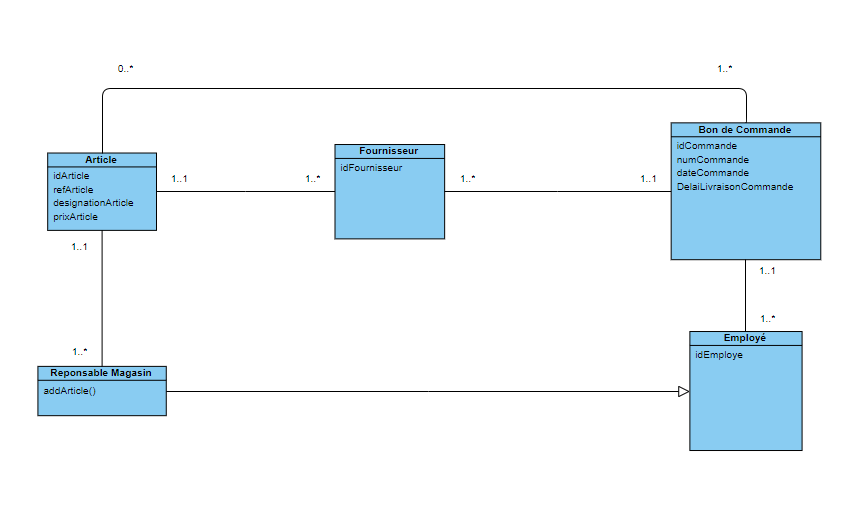 0..*
1..*
Article
idArticle
refArticle
designationArticle
prixArticle
1..1
1..*
Fournisseur
idFournisseur
1..*
1..1
Bon de Commande
idCommande
numCommande
dateCommande
DelaiLivraisonCommande
1..1
1..*
1..1
1..*
Reponsable Magasin
addArticle()
Employé
idEmploye